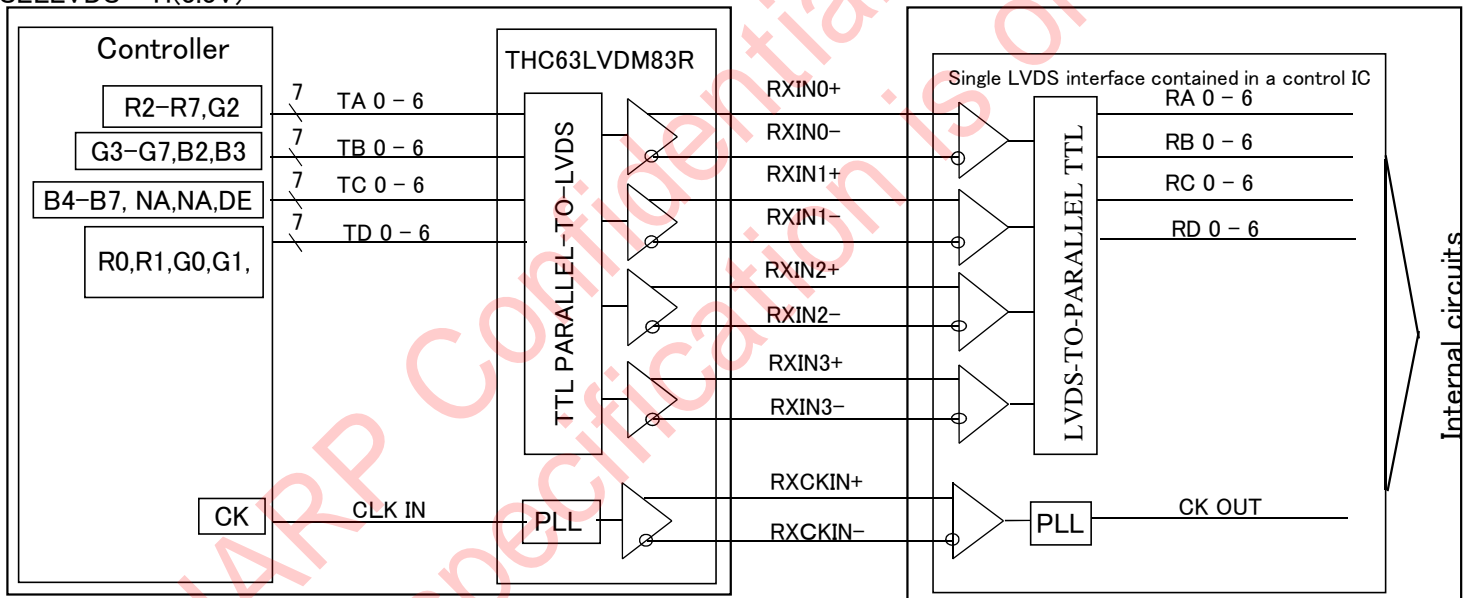 Controller
THC63LVDM83R
Single LVDS interface contained in a control IC
R2-R7,G2
7
TA 0 - 6
RXIN0+
RA 0 - 6
G3-G7,B2,B3
7
TB 0 - 6
RXIN0-
RB 0 - 6
B4-B7, NA,NA,DE
7
TC 0 - 6
RXIN1+
RC 0 - 6
R0,R1,G0,G1,
7
TD 0 - 6
RXIN1-
RD 0 - 6
TTL PARALLEL-TO-LVDS
RXIN2+
RXIN2-
RXIN3+
RXIN3-
LVDS-TO-PARALLEL TTL
Internal circuits
CK
CLK IN
PLL
RXCKIN+
RXCKIN-
PLL
CK OUT
Confidential